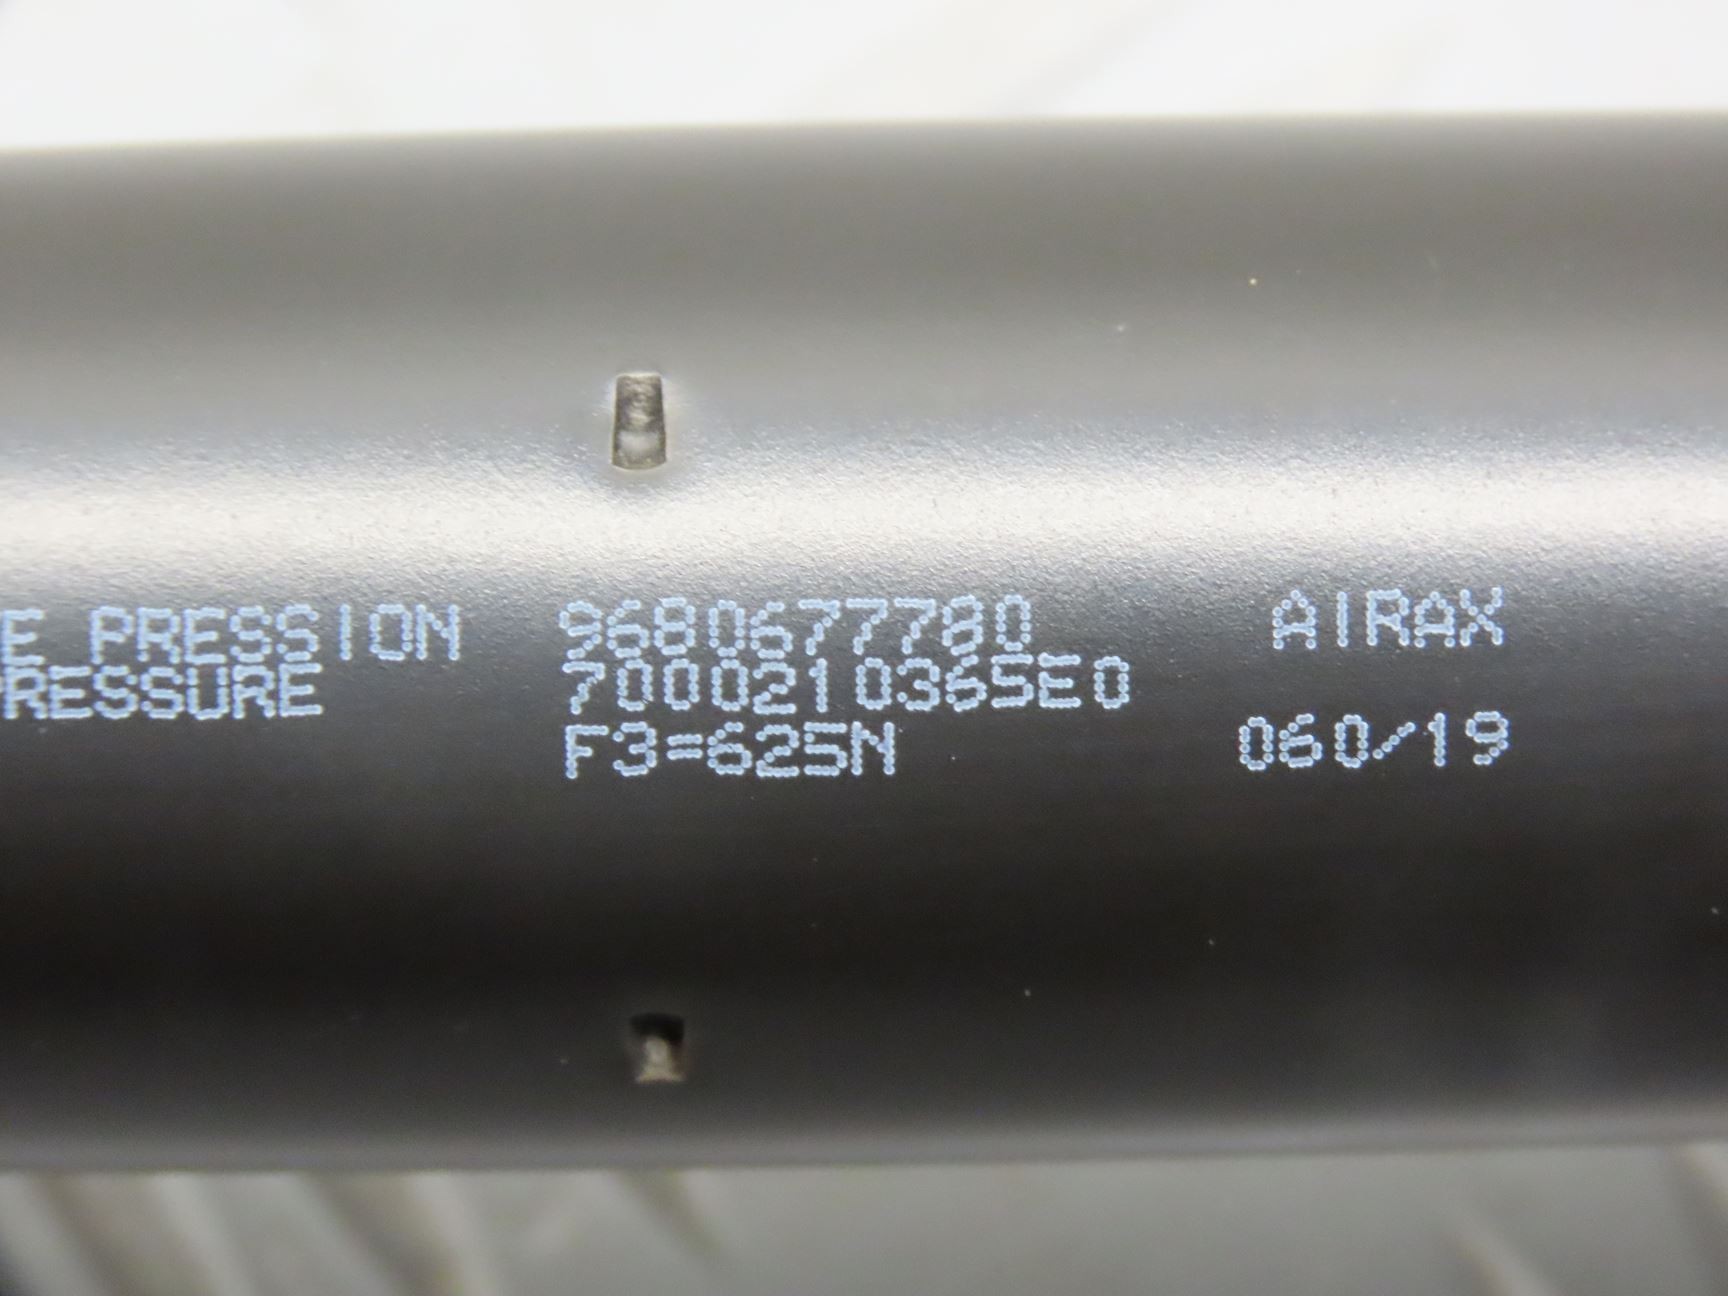 E PRESSION 9680677780 AIRAX
RESSURE 7000210365E0
F3=625N 060/19